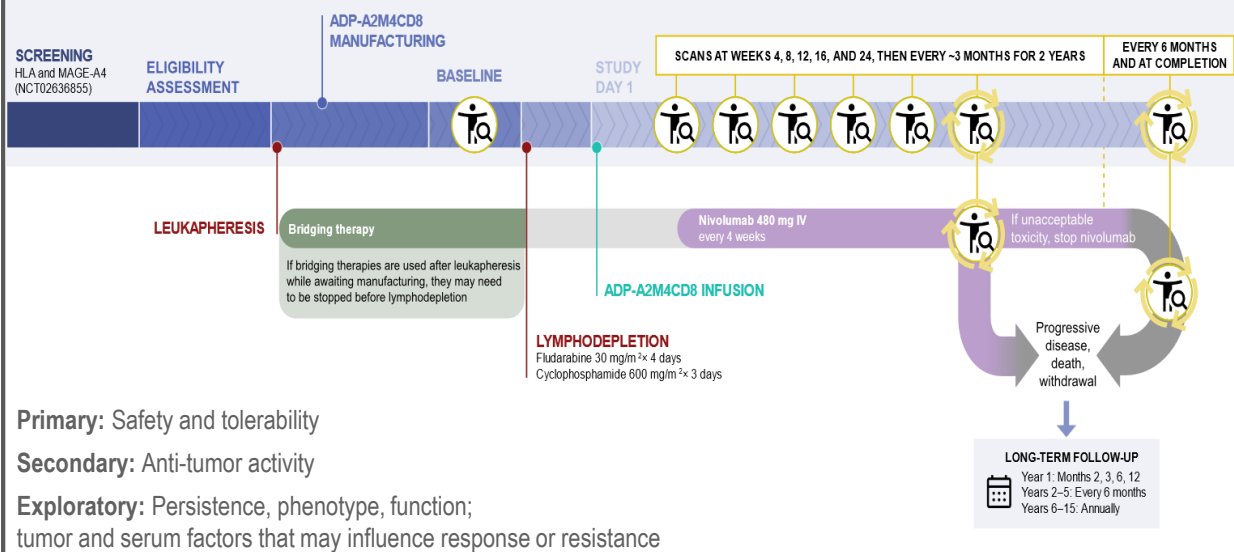 SCREENING
HLA and MAGE-A4
(NCT02636855)
ELIGIBILITY
ASSESSMENT
ADP-A2M4CD8
MANUFACTURING
BASELINE
STUDY
DAY 1
SCANS AT WEEKS 4, 8, 12, 16, AND 24, THEN EVERY ~3 MONTHS FOR 2 YEARS
EVERY 6 MONTHS
AND AT COMPLETION
LEUKAPHERESIS
Bridging therapy
If bridging therapies are used after leukapheresis
while awaiting manufacturing, they may need
to be stopped before lymphodepletion
Nivolumab 480 mg IV
every 4 weeks
If unacceptable
toxicity, stop nivolumab
ADP-A2M4CD8 INFUSION
LYMPHODEPLETION
Fludarabine 30 mg/m²× 4 days
Cyclophosphamide 600 mg/m²× 3 days
Progressive
disease,
death,
withdrawal
LONG-TERM FOLLOW-UP
Year 1: Months 2, 3, 6, 12
Years 2–5: Every 6 months
Years 6–15: Annually
Primary: Safety and tolerability
Secondary: Anti-tumor activity
Exploratory: Persistence, phenotype, function;
tumor and serum factors that may influence response or resistance